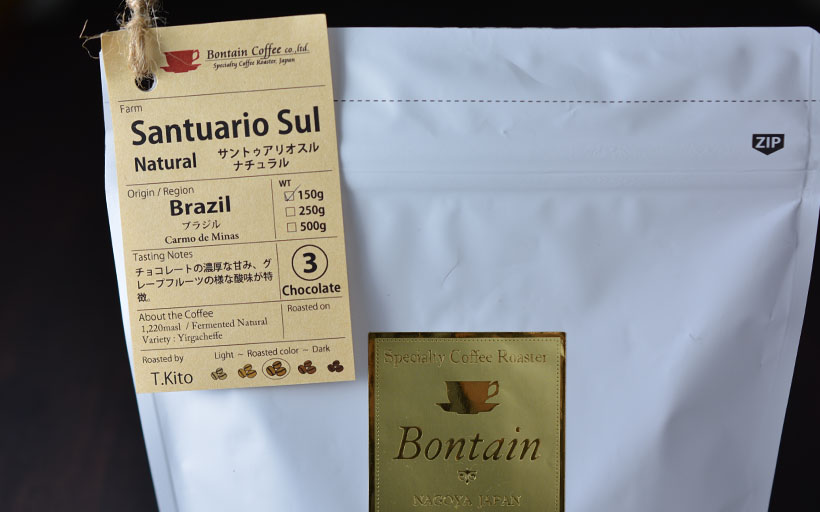 Bontain Coffee co.,ltd.
Specialty Coffee Roaster, Japan
Farm
Santuario Sul
Natural
サントゥアリオスル
ナチュラル
Origin / Region
Brazil
ブラジル
Carmo de Minas
WT
150g
250g
500g
Tasting Notes
チョコレートの濃厚な甘み、グ
レープフルーツの様な酸味が特
徴。
3
Chocolate
About the Coffee
1,220masl / Fermented Natural
Variety : Yirgacheffe
Roasted on
Roasted by
T.Kito
Light ~ Roasted color ~ Dark
ZIP
Specialty Coffee Roaster
Bontain
NAGOYA, JAPAN